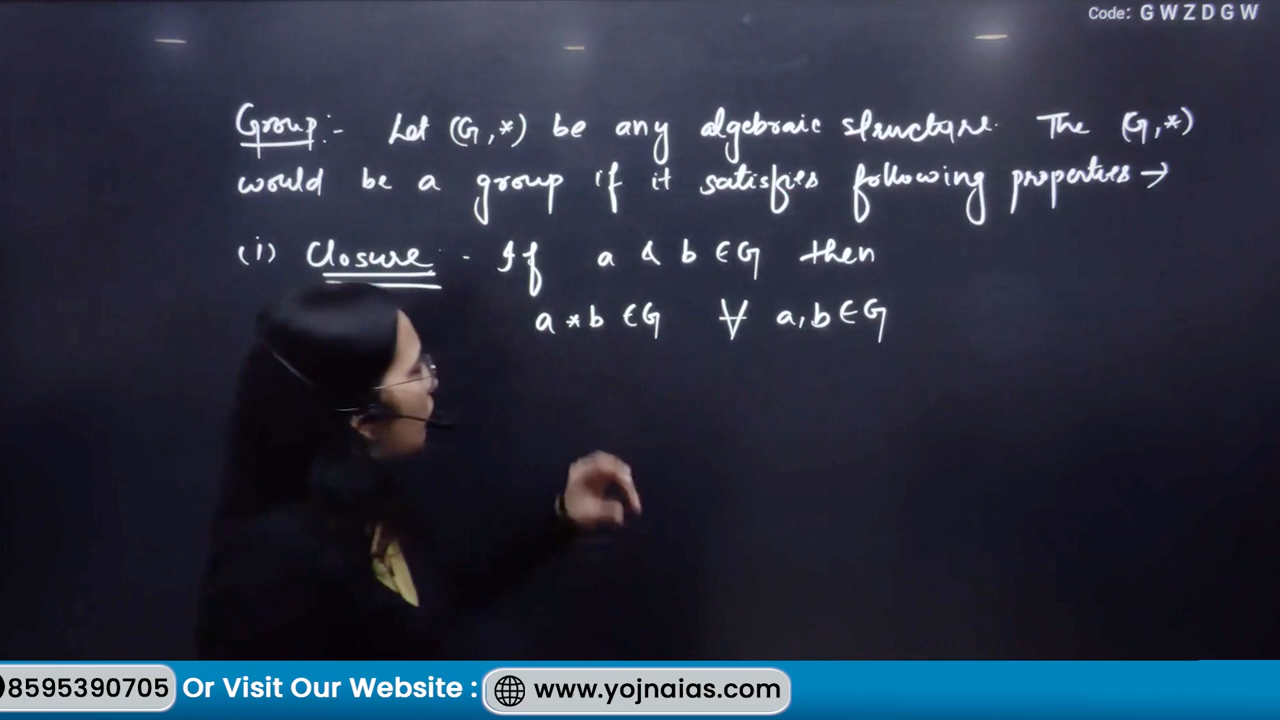 Code: GWZDGW
Group:- Let (G,*) be any algebraic structure. The (G,*)
would be a group if it satisfies following properties →
(i) Closure - If a & b ∈ G then
a * b ∈ G ∀ a,b ∈ G
8595390705 Or Visit Our Website : www.yojnaias.com